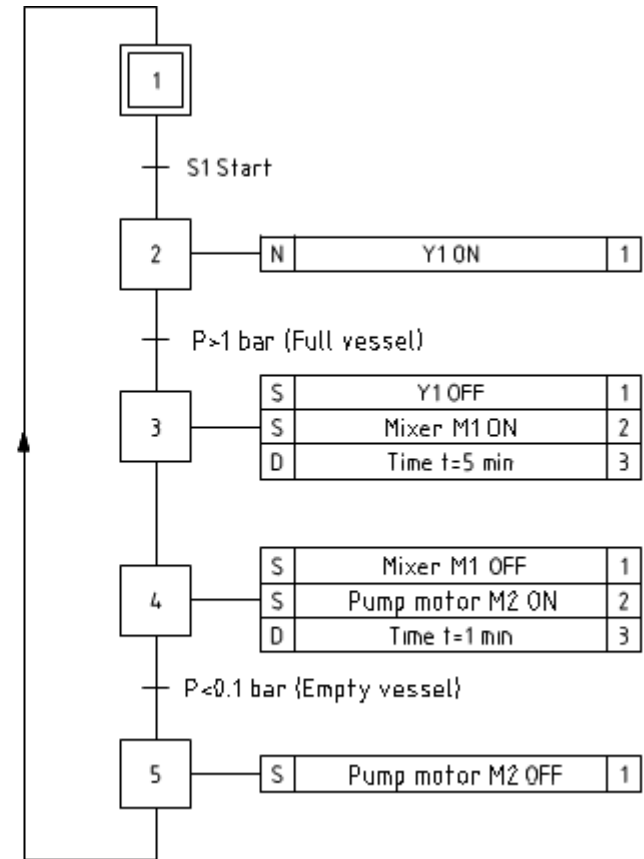 1
S1 Start
2
N Y1 ON 1
P>1 bar (Full vessel)
3
S Y1 OFF 1
S Mixer M1 ON 2
D Time t=5 min 3
4
S Mixer M1 OFF 1
S Pump motor M2 ON 2
D Time t=1 min 3
P<0.1 bar (Empty vessel)
5
S Pump motor M2 OFF 1